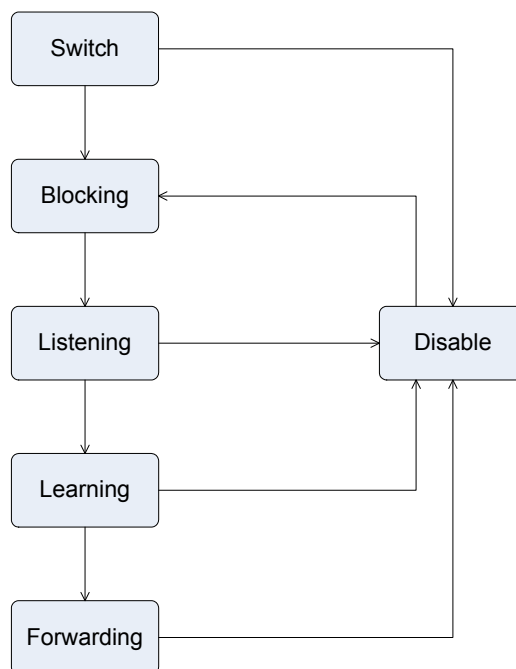 Switch
Blocking
Listening
Disable
Learning
Forwarding